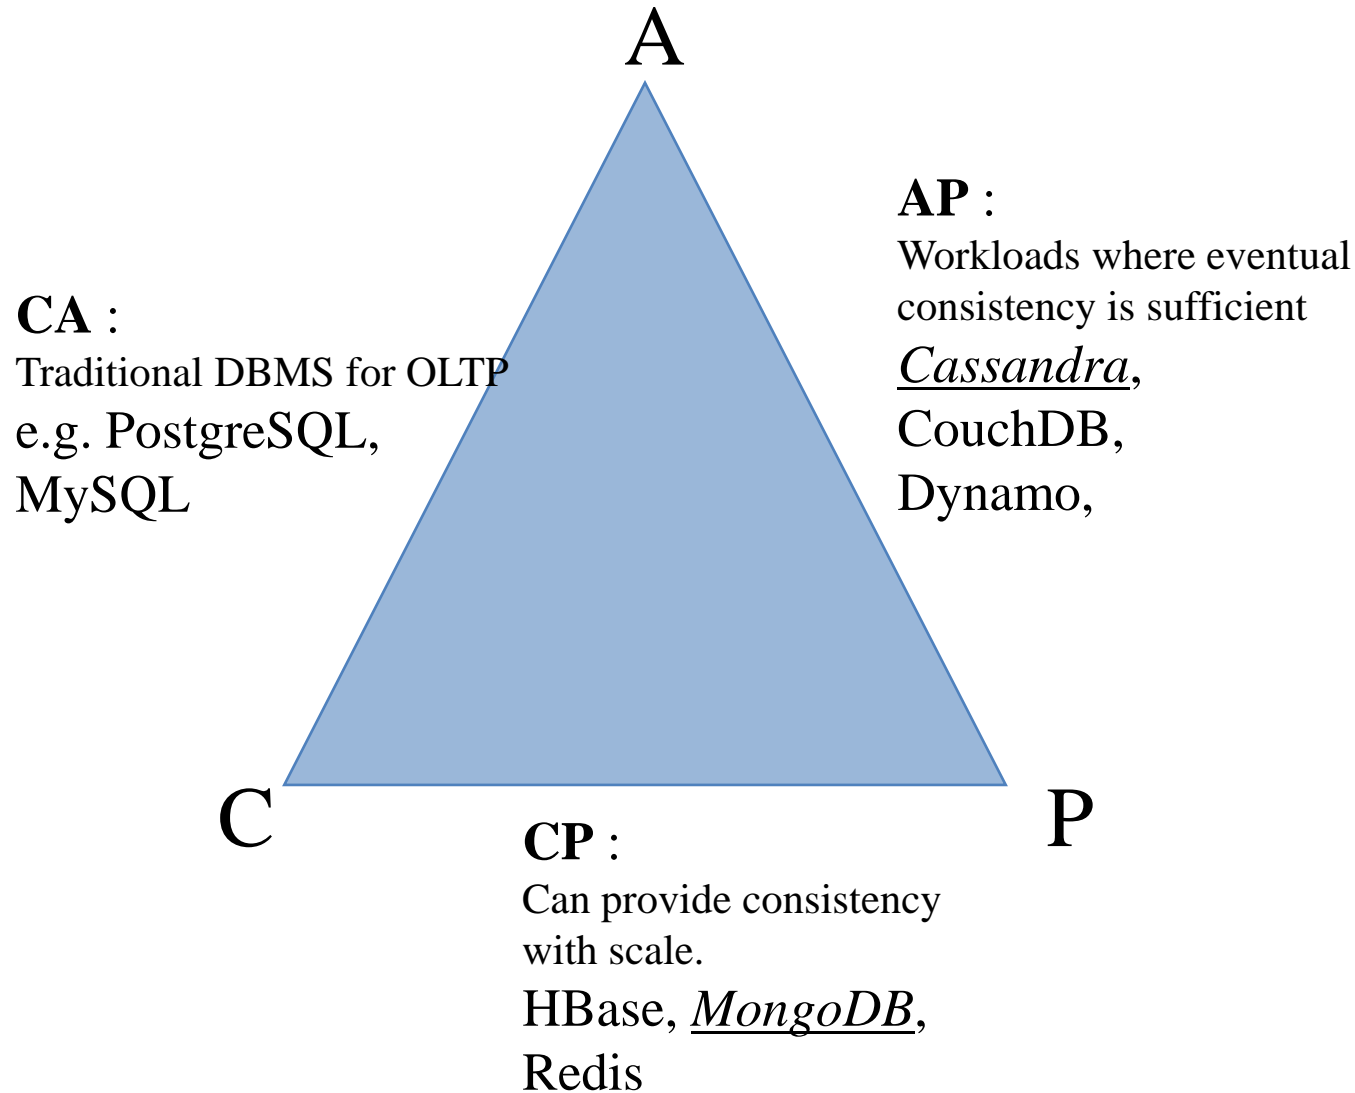 A
AP :
Workloads where eventual
consistency is sufficient
Cassandra,
CouchDB,
Dynamo,
CA :
Traditional DBMS for OLTP
e.g. PostgreSQL,
MySQL
C
P
CP :
Can provide consistency
with scale.
HBase, MongoDB,
Redis